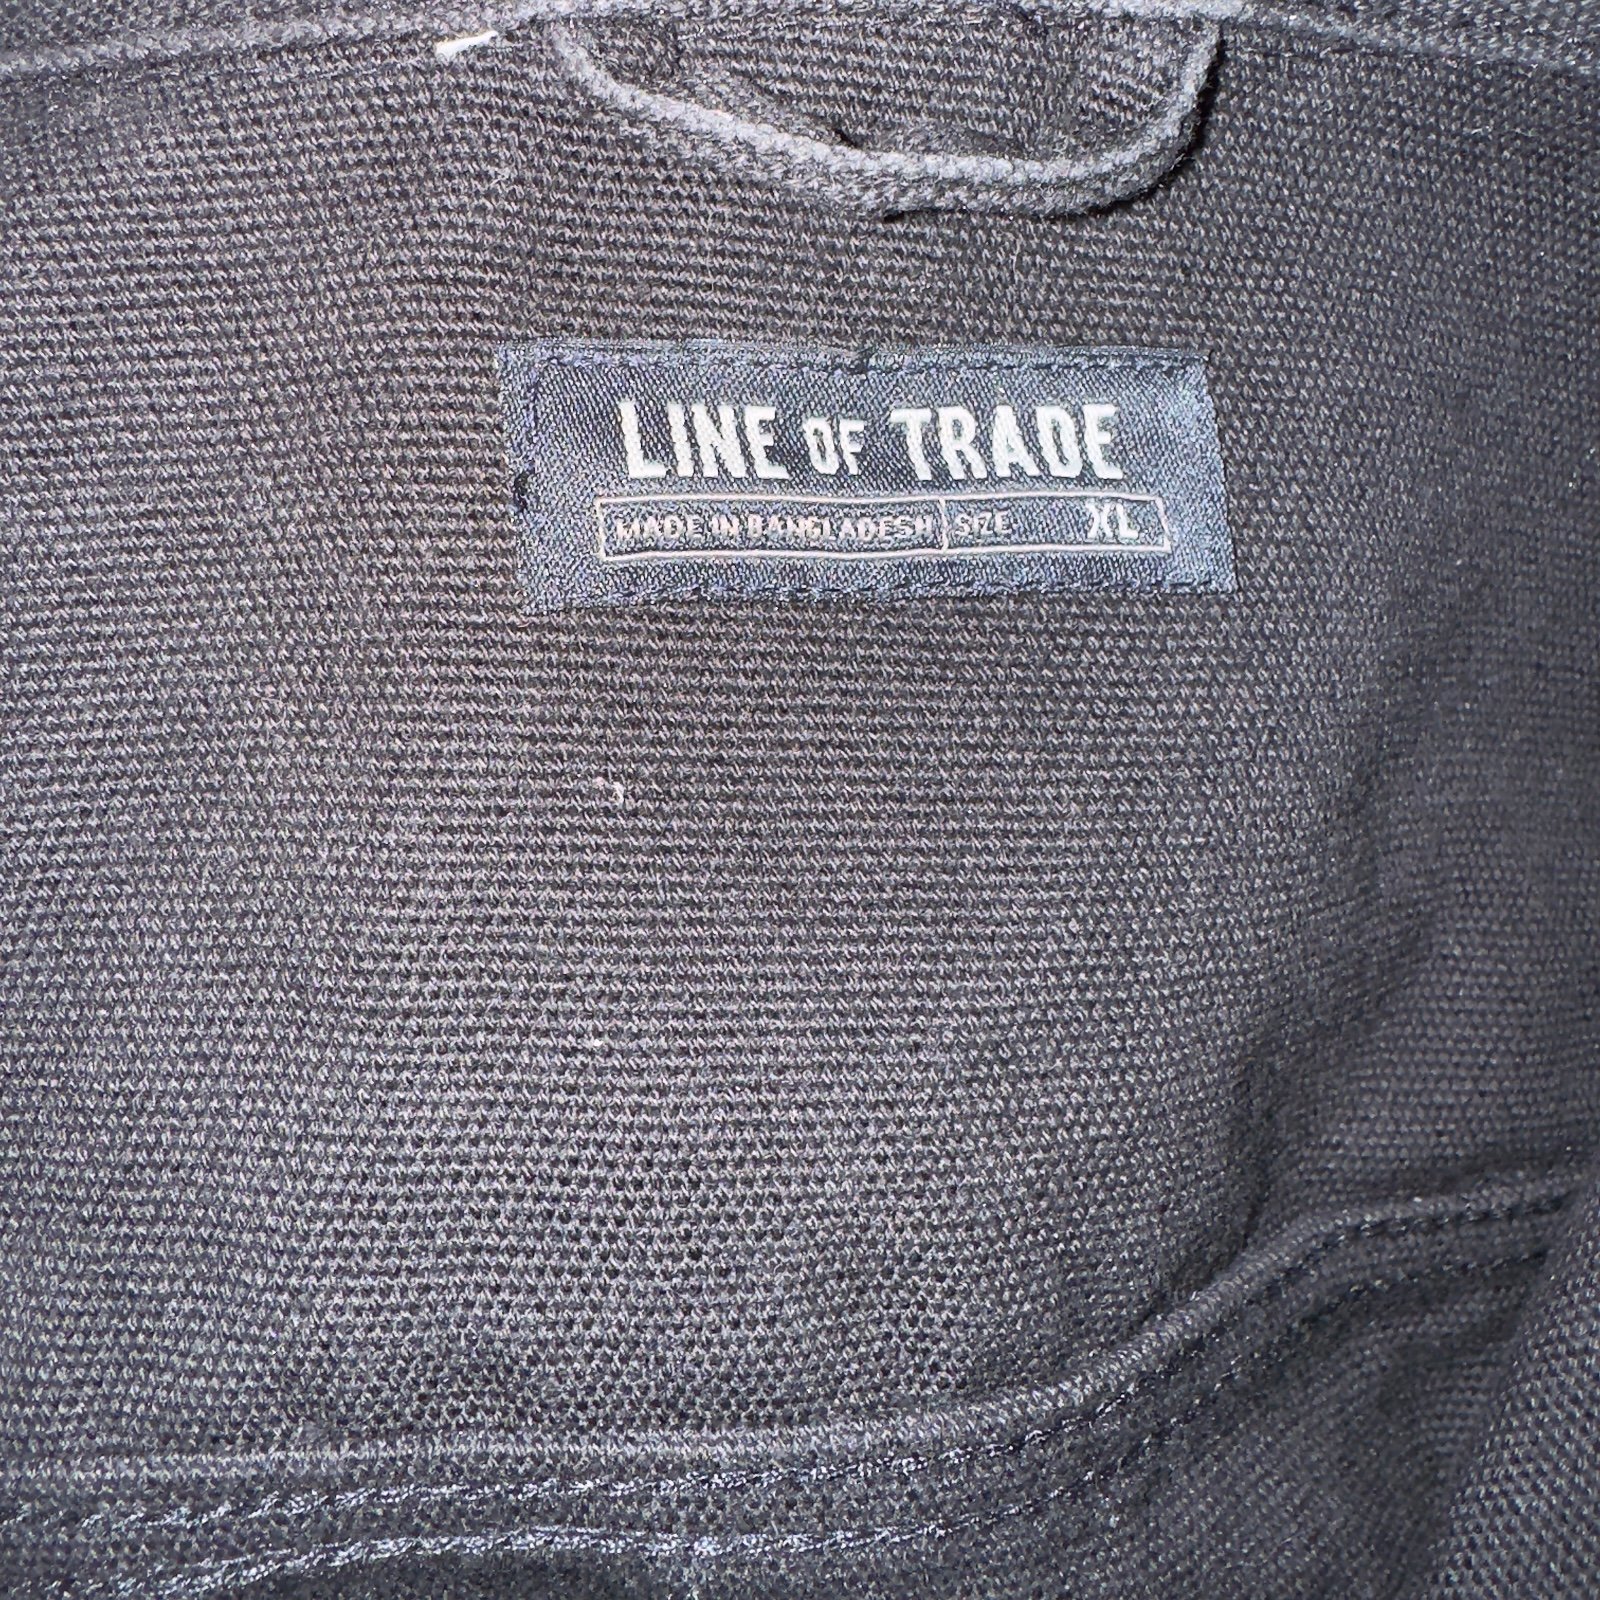 LINE OF TRADE
MADE IN BANGLADESH SIZE XL